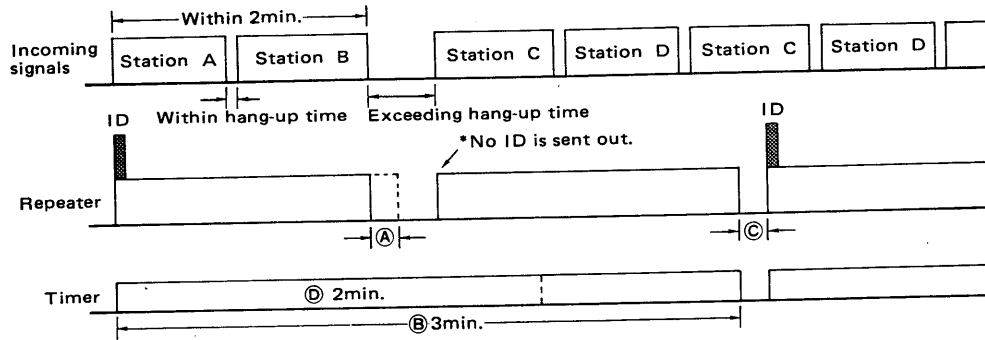 Within 2min.
Incoming signals
Station A
Station B
Station C
Station D
Station C
Station D
ID
Within hang-up time
Exceeding hang-up time
ID
*No ID is sent out.
Repeater
Ⓐ
Ⓒ
Timer
Ⓓ 2min.
Ⓑ 3min.